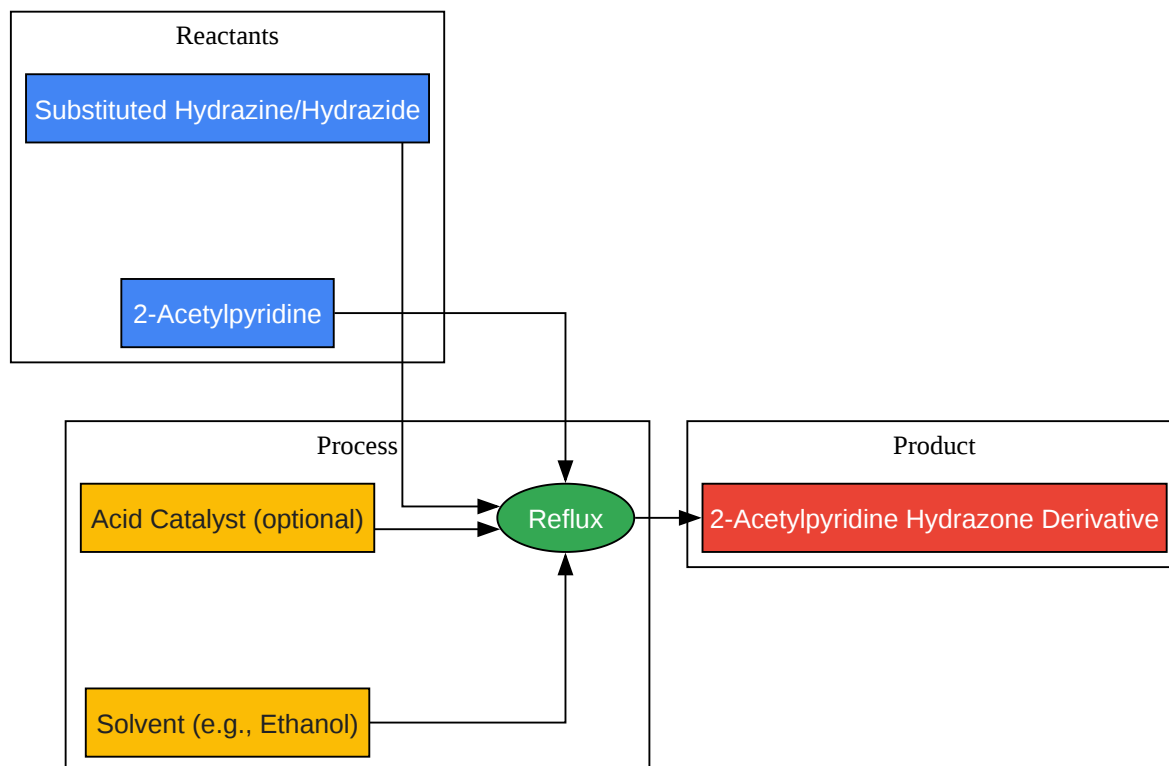 Reactants
Substituted Hydrazine/Hydrazide
2-Acetylpyridine
Process
Product
Acid Catalyst (optional)
Reflux
2-Acetylpyridine Hydrazone Derivative
Solvent (e.g., Ethanol)